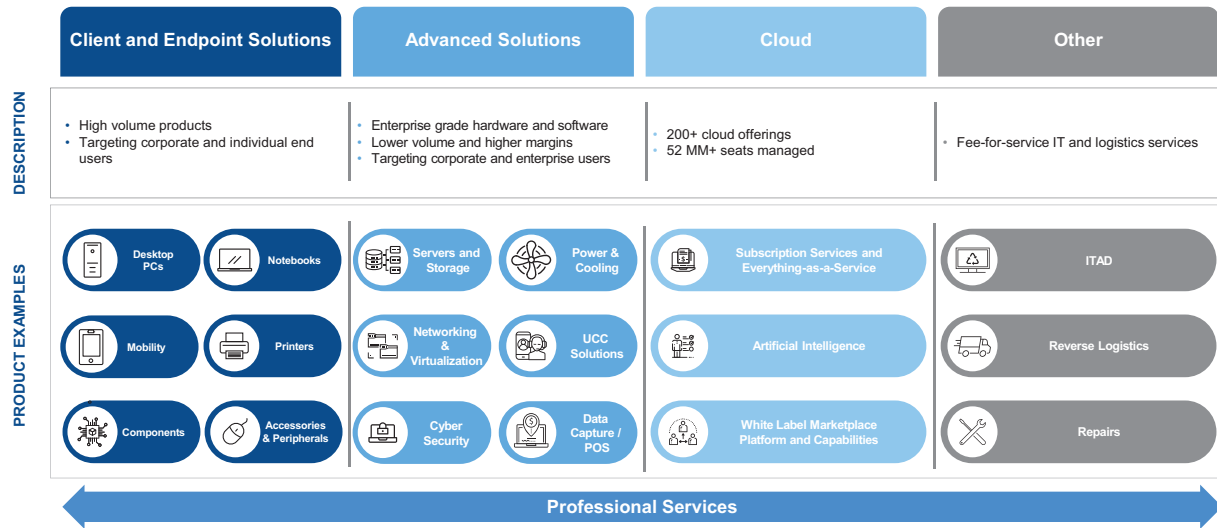 Client and Endpoint Solutions
Advanced Solutions
Cloud
Other
DESCRIPTION
• High volume products
• Targeting corporate and individual end
users
• Enterprise grade hardware and software
• Lower volume and higher margins
• Targeting corporate and enterprise users
• 200+ cloud offerings
• 52 MM+ seats managed
• Fee-for-service IT and logistics services
PRODUCT EXAMPLES
Desktop
PCs
Notebooks
Servers and
Storage
Power &
Cooling
Subscription Services and
Everything-as-a-Service
ITAD
Mobility
Printers
Networking
&
Virtualization
UCC
Solutions
Artificial Intelligence
Reverse Logistics
Components
Accessories
& Peripherals
Cyber
Security
Data
Capture /
POS
White Label Marketplace
Platform and Capabilities
Repairs
Professional Services